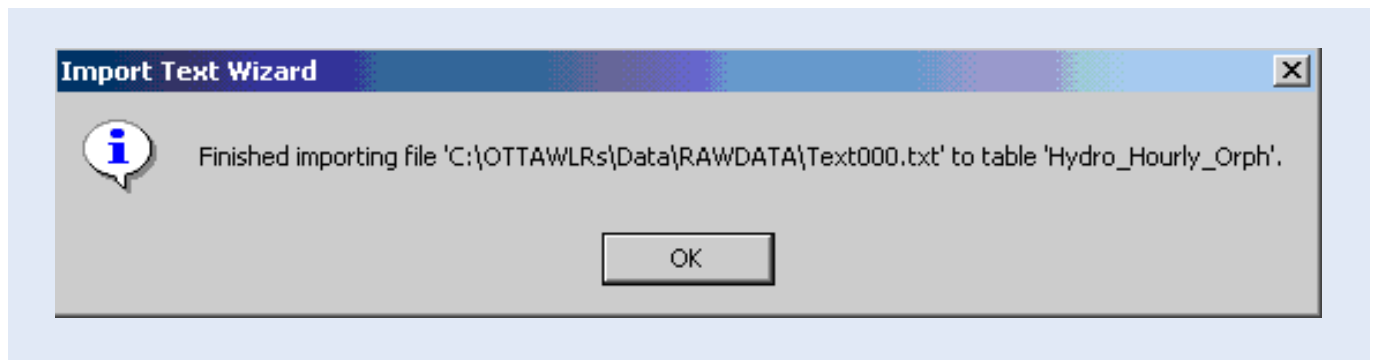 Import Text Wizard
Finished importing file 'C:\OTTAWLRs\Data\RAWDATA\Text000.txt' to table 'Hydro_Hourly_Orph'.
OK